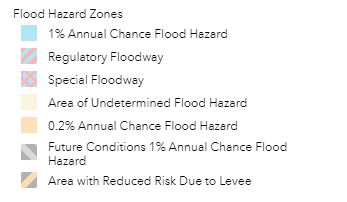 Flood Hazard Zones
1% Annual Chance Flood Hazard
Regulatory Floodway
Special Floodway
Area of Undetermined Flood Hazard
0.2% Annual Chance Flood Hazard
Future Conditions 1% Annual Chance Flood
Hazard
Area with Reduced Risk Due to Levee